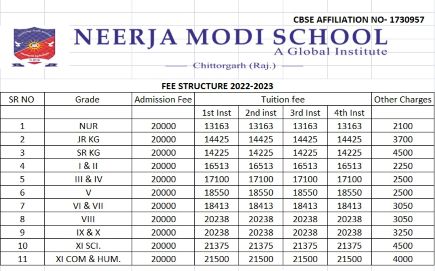 CBSE AFFILIATION NO- 1730957
NEERJA MODI SCHOOL
A Global Institute
Chittorgarh (Raj.)
FEE STRUCTURE 2022-2023
SR NO Grade Admission Fee Tuition fee Other Charges
1st Inst 2nd inst 3rd Inst 4th Inst
1 NUR 20000 13163 13163 13163 13163 2100
2 JR KG 20000 14425 14425 14425 14425 3700
3 SR KG 20000 14225 14225 14225 14225 4500
4 I & II 20000 16513 16513 16513 16513 2250
5 III & IV 20000 17100 17100 17100 17100 2500
6 V 20000 18550 18550 18550 18550 2500
7 VI & VII 20000 18413 18413 18413 18413 3050
8 VIII 20000 20238 20238 20238 20238 3050
9 IX & X 20000 20238 20238 20238 20238 3250
10 XI SCI. 20000 21375 21375 21375 21375 4500
11 XI COM & HUM. 20000 21500 21500 21500 21500 4000